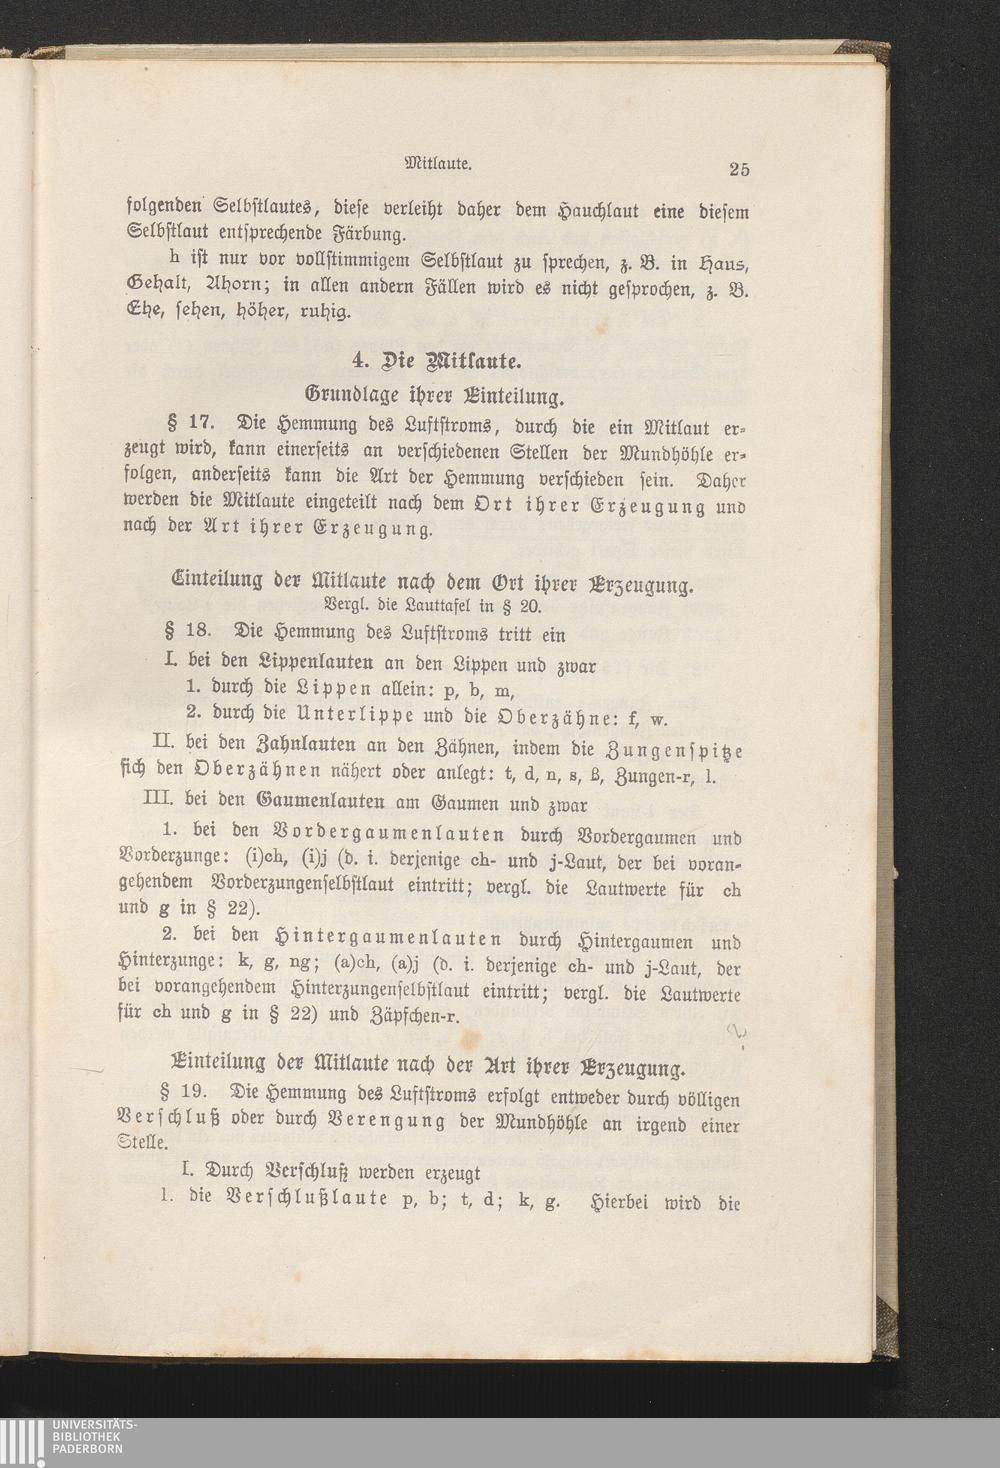 Mitlaute.
25
folgenden Selbstlautes, diese verleiht daher dem Hauchlaut eine diesem
Selbstlaut entsprechende Färbung.
h ist nur vor vollstimmigem Selbstlaut zu sprechen, z. B. in Haus,
Gehalt, Ahorn; in allen andern Fällen wird es nicht gesprochen, z. B.
Ehe, sehen, höher, ruhig.
4. Die Mitlaute.
Grundlage ihrer Einteilung.
§ 17. Die Hemmung des Luftstroms, durch die ein Mitlaut er-
zeugt wird, kann einerseits an verschiedenen Stellen der Mundhöhle er-
folgen, anderseits kann die Art der Hemmung verschieden sein. Daher
werden die Mitlaute eingeteilt nach dem Ort ihrer Erzeugung und
nach der Art ihrer Erzeugung.
Einteilung der Mitlaute nach dem Ort ihrer Erzeugung.
Vergl. die Lauttafel in § 20.
§ 18. Die Hemmung des Luftstroms tritt ein
I. bei den Lippenlauten an den Lippen und zwar
1. durch die Lippen allein: p, b, m,
2. durch die Unterlippe und die Oberzähne: f, w.
II. bei den Zahnlauten an den Zähnen, indem die Zungenspitze
sich den Oberzähnen nähert oder anlegt: t, d, n, s, ß, Zungen-r, l.
III. bei den Gaumenlauten am Gaumen und zwar
1. bei den Vordergaumenlauten durch Vordergaumen und
Vorderzunge: (i)ch, (i)j (d. i. derjenige ch- und j-Laut, der bei voran-
gehendem Vorderzungenselbstlaut eintritt; vergl. die Lautwerte für ch
und g in § 22).
2. bei den Hintergaumenlauten durch Hintergaumen und
Hinterzunge: k, g, ng; (a)ch, (a)j (d. i. derjenige ch- und j-Laut, der
bei vorangehendem Hinterzungenselbstlaut eintritt; vergl. die Lautwerte
für ch und g in § 22) und Zäpfchen-r.
Einteilung der Mitlaute nach der Art ihrer Erzeugung.
§ 19. Die Hemmung des Luftstroms erfolgt entweder durch völligen
Verschluß oder durch Verengung der Mundhöhle an irgend einer
Stelle.
I. Durch Verschluß werden erzeugt
1. die Verschlußlaute p, b; t, d; k, g. Hierbei wird die
UNIVERSITÄTS-
BIBLIOTHEK
PADERBORN